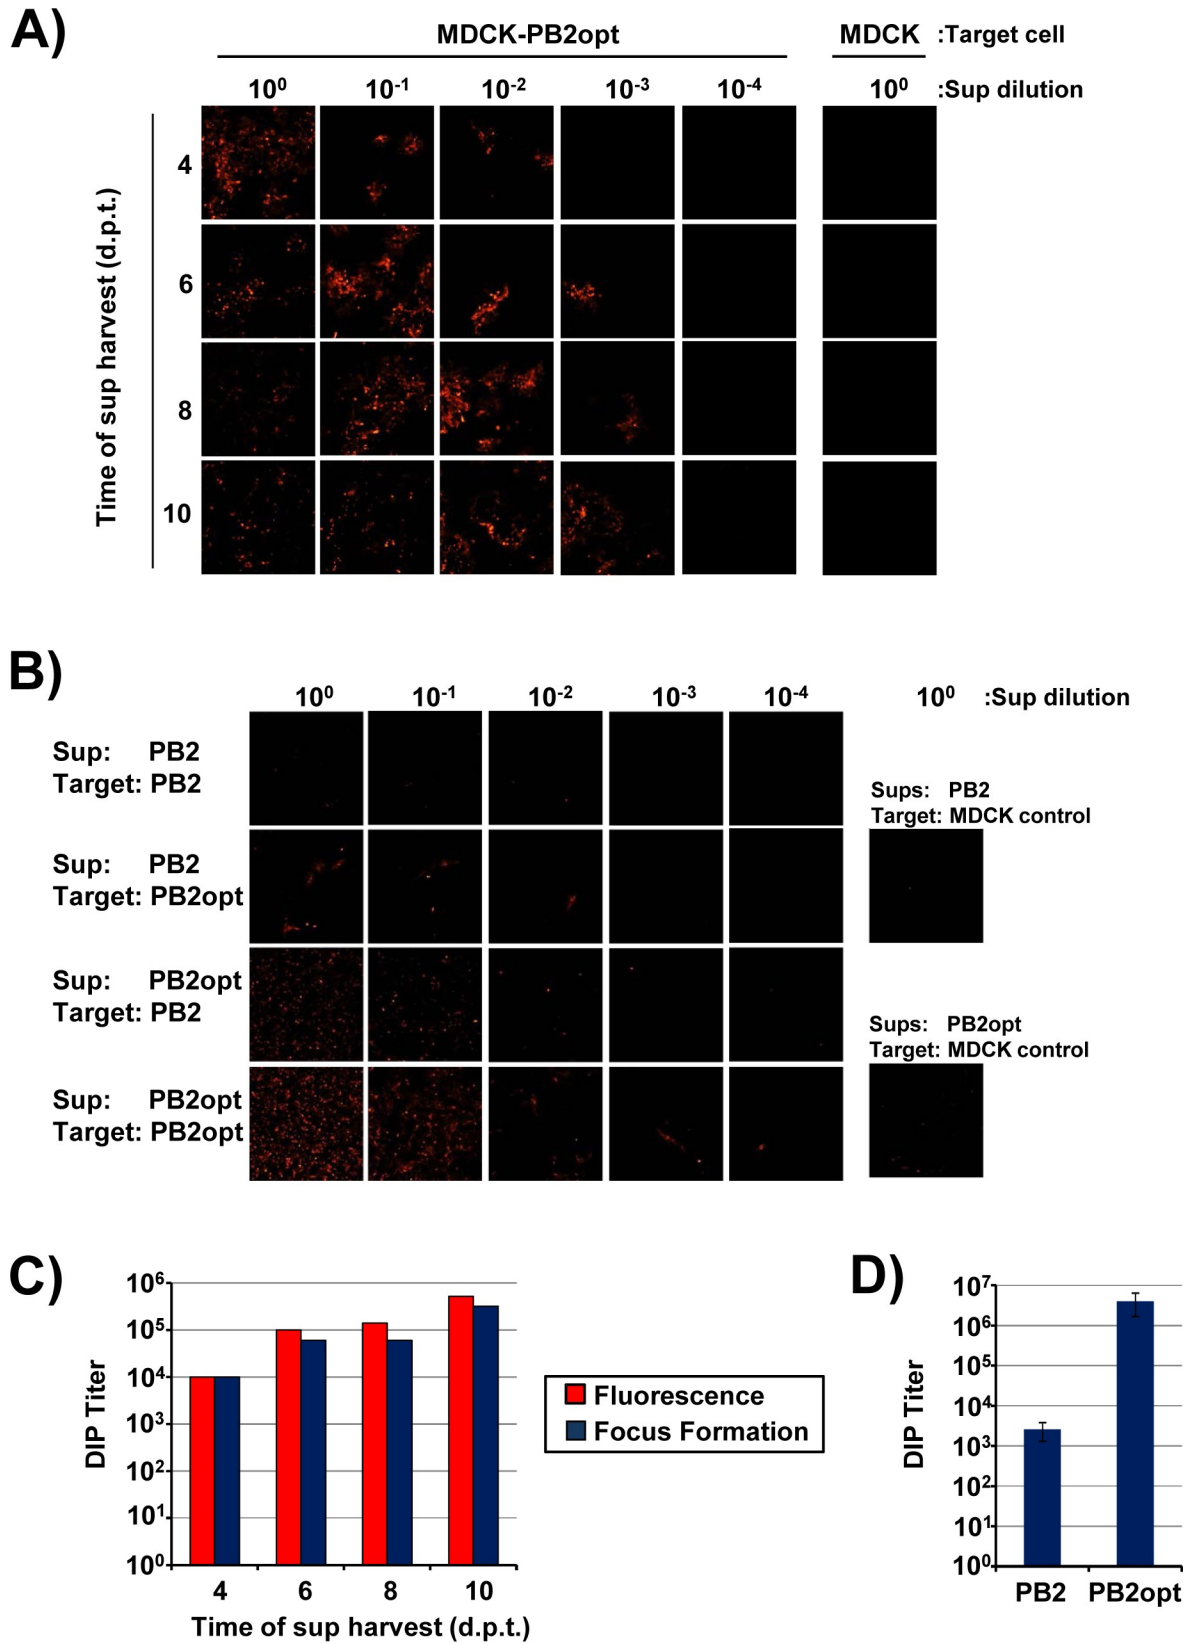 A)
MDCK-PB2opt MDCK :Target cell
10⁰ 10⁻¹ 10⁻² 10⁻³ 10⁻⁴ 10⁰ :Sup dilution
Time of sup harvest (d.p.t.)
4
6
8
10
B)
10⁰ 10⁻¹ 10⁻² 10⁻³ 10⁻⁴ 10⁰ :Sup dilution
Sup: PB2
Target: PB2
Sups: PB2
Target: MDCK control
Sup: PB2
Target: PB2opt
Sup: PB2opt
Target: PB2
Sups: PB2opt
Target: MDCK control
Sup: PB2opt
Target: PB2opt
C)
DIP Titer
10⁶
10⁵
10⁴
10³
10²
10¹
10⁰
4 6 8 10
Time of sup harvest (d.p.t.)
Fluorescence
Focus Formation
D)
DIP Titer
10⁷
10⁶
10⁵
10⁴
10³
10²
10¹
10⁰
PB2 PB2opt